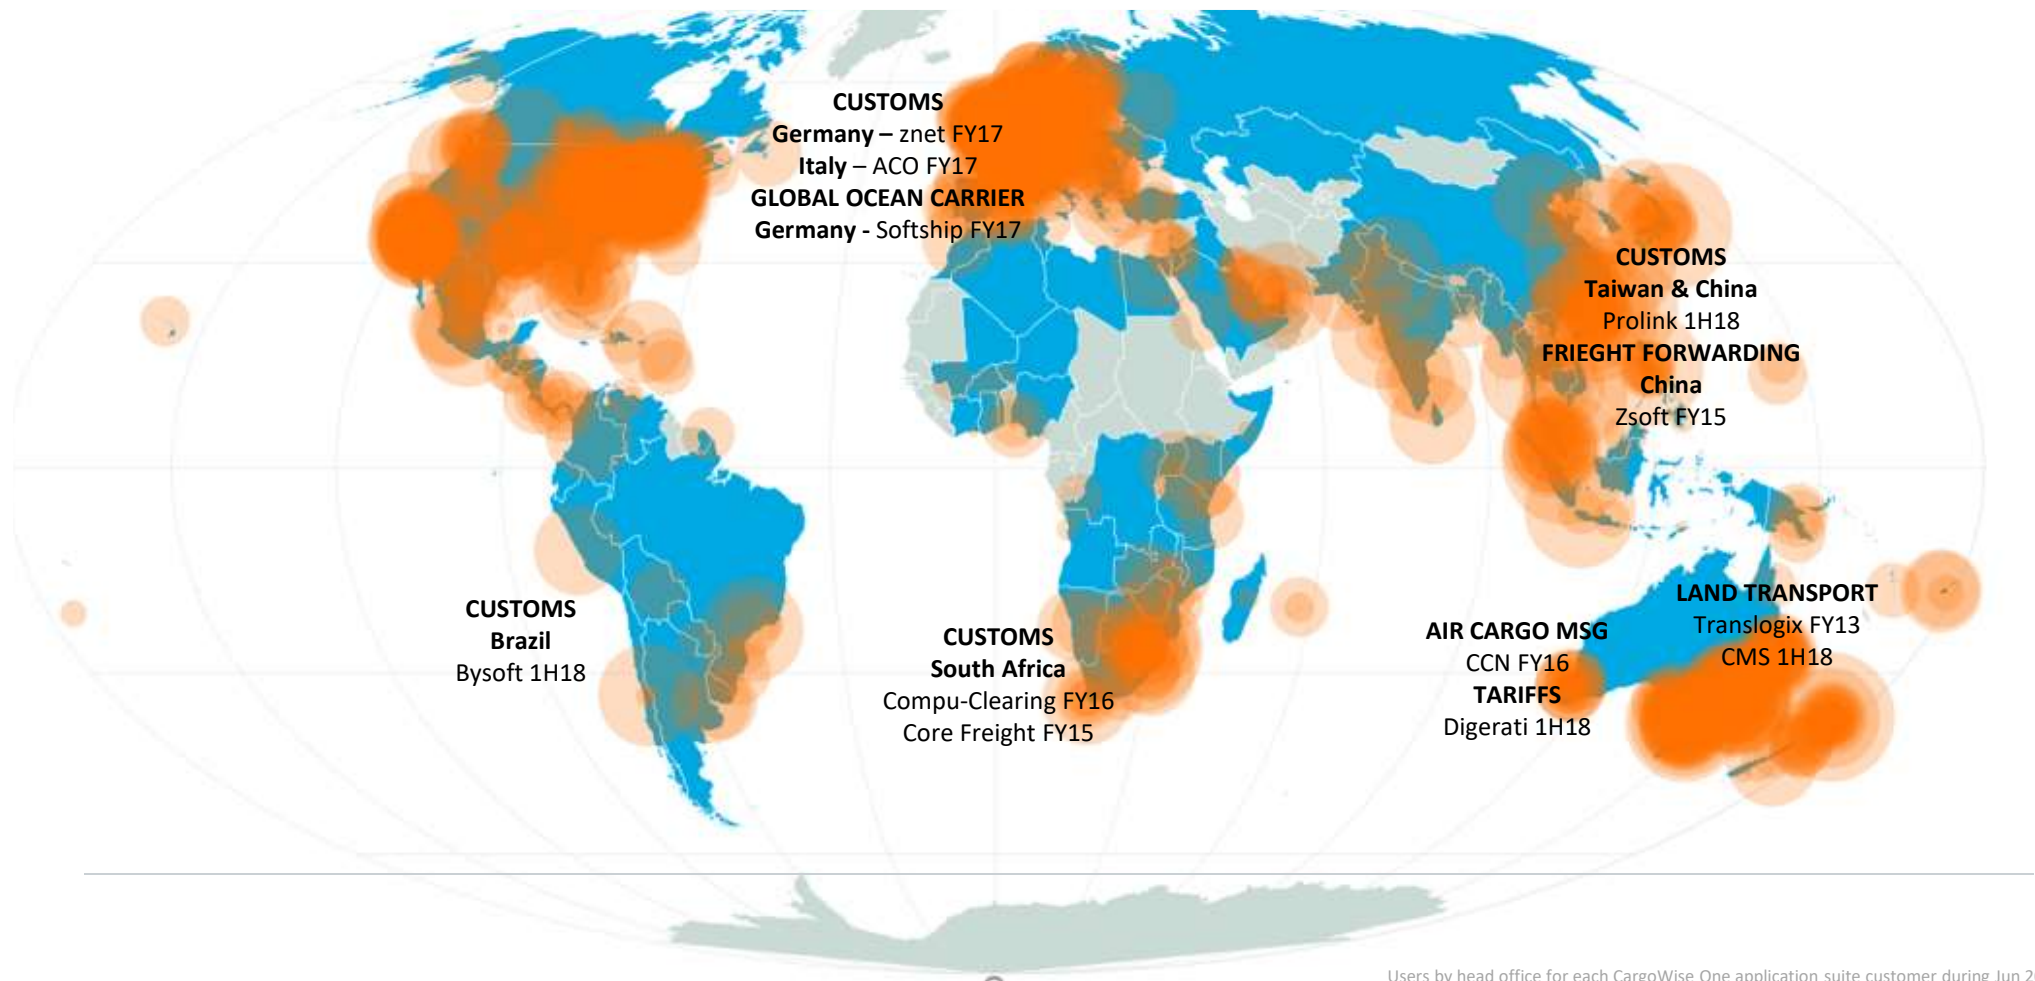 CUSTOMS
Germany – znet FY17
Italy – ACO FY17
GLOBAL OCEAN CARRIER
Germany - Softship FY17
CUSTOMS
Taiwan & China
Prolink 1H18
FRIEGHT FORWARDING
China
Zsoft FY15
CUSTOMS
Brazil
Bysoft 1H18
CUSTOMS
South Africa
Compu-Clearing FY16
Core Freight FY15
AIR CARGO MSG
CCN FY16
TARIFFS
Digerati 1H18
LAND TRANSPORT
Translogix FY13
CMS 1H18
Users by head office for each CargoWise One application suite customer during Jun